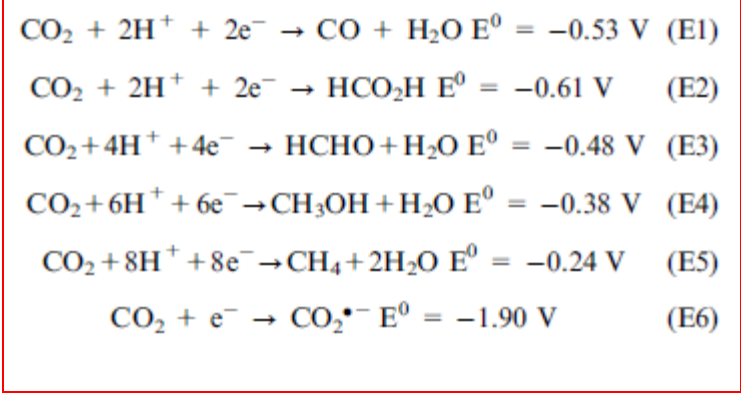 CO₂ + 2H⁺ + 2e⁻ → CO + H₂O E⁰ = −0.53 V (E1)
CO₂ + 2H⁺ + 2e⁻ → HCO₂H E⁰ = −0.61 V (E2)
CO₂+4H⁺+4e⁻ → HCHO+H₂O E⁰ = −0.48 V (E3)
CO₂+6H⁺+6e⁻→CH₃OH+H₂O E⁰ = −0.38 V (E4)
CO₂+8H⁺+8e⁻→CH₄+2H₂O E⁰ = −0.24 V (E5)
CO₂ + e⁻ → CO₂•⁻ E⁰ = −1.90 V (E6)